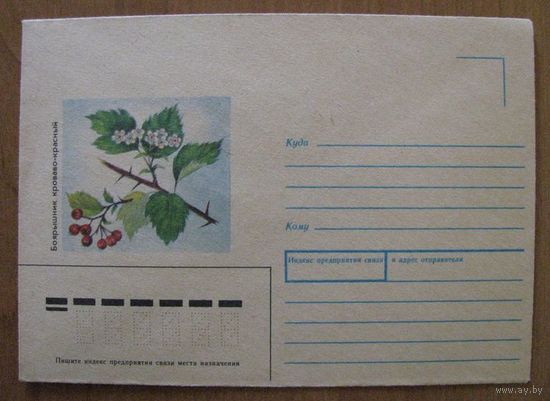 Боярышник кроваво-красный
Куда
Кому
Индекс предприятия связи и адрес отправителя
Пишите индекс предприятия связи места назначения
https://www.ay.by/